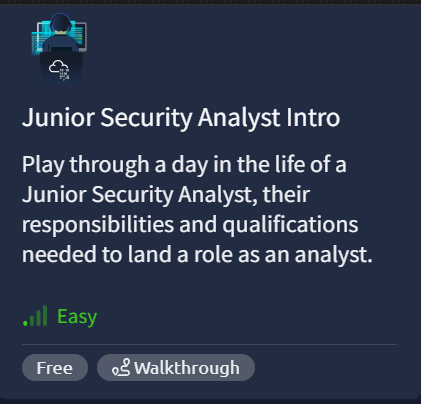 Junior Security Analyst Intro
Play through a day in the life of a
Junior Security Analyst, their
responsibilities and qualifications
needed to land a role as an analyst.
Easy
Free
Walkthrough